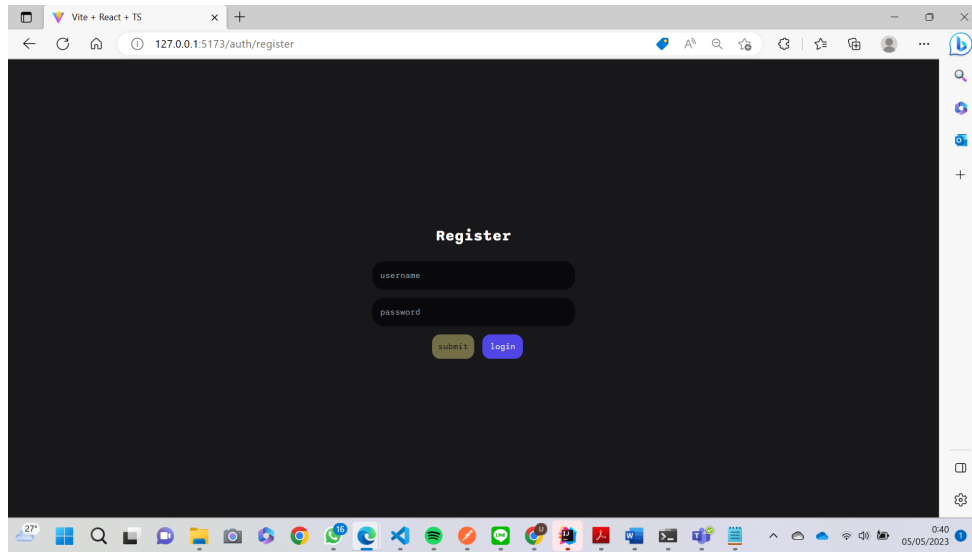 Vite + React + TS
127.0.0.1:5173/auth/register
Register
username
password
submit
login
27°
16
0:40
05/05/2023
1